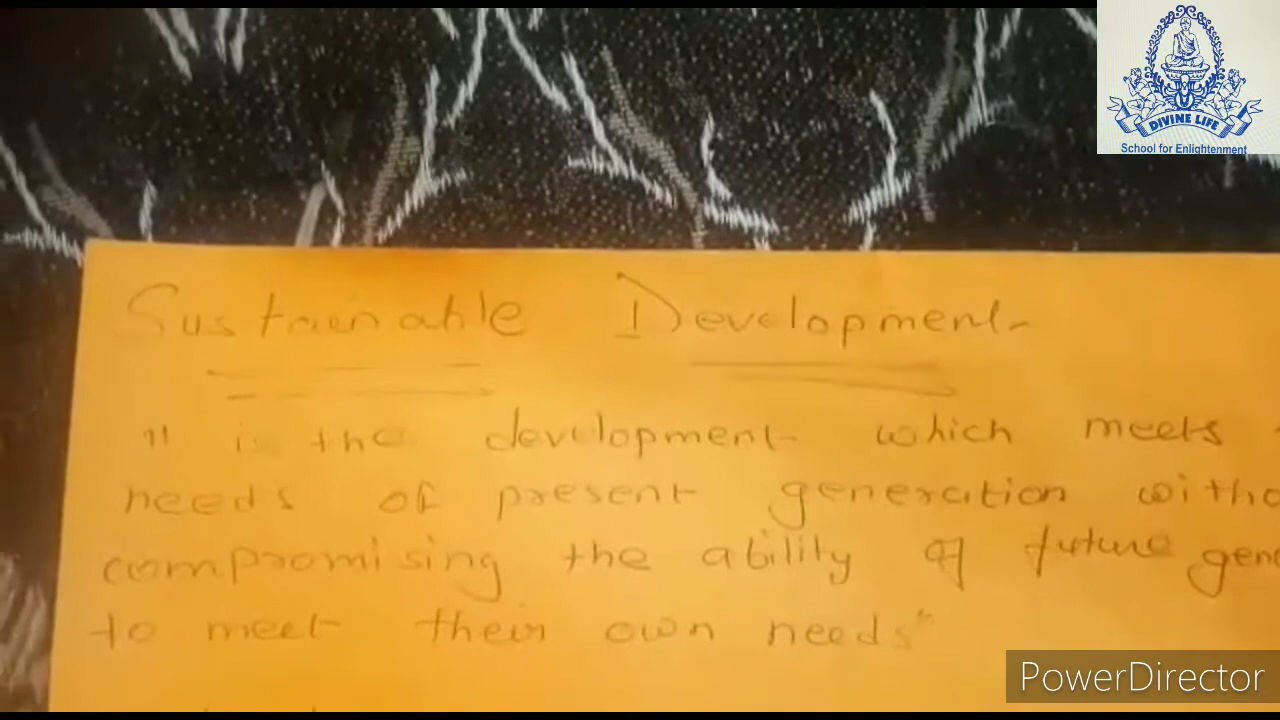 DIVINE LIFE
School for Enlightenment
Sustainable Development
" is the development which meets
needs of present generation witho
compromising the ability of future gene
to meet their own needs"
PowerDirector